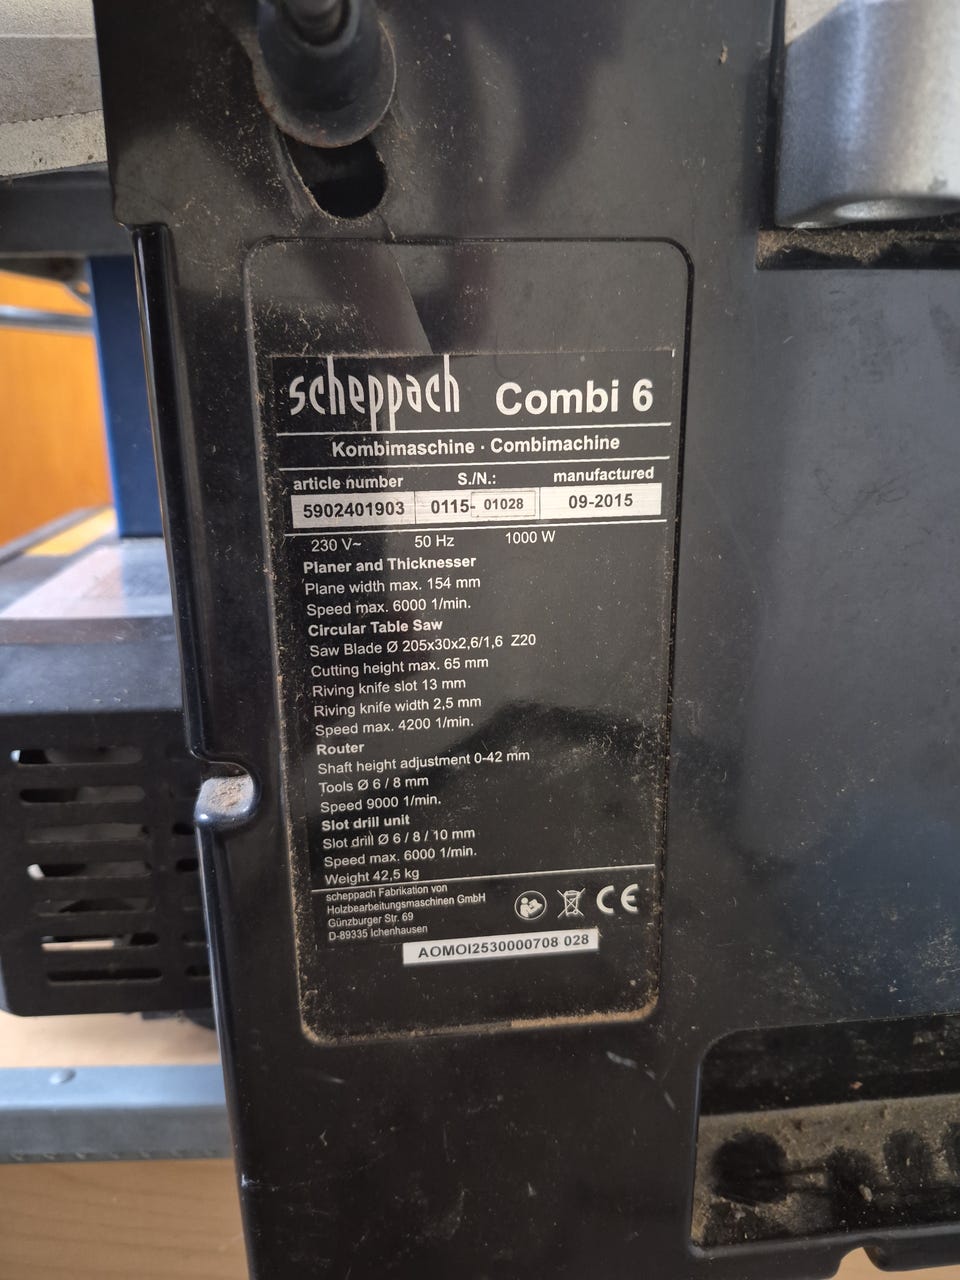 scheppach Combi 6
Kombimaschine · Combimachine
article number S./N.: manufactured
5902401903 0115- 01028 09-2015
230 V~ 50 Hz 1000 W
Planer and Thicknesser
Plane width max. 154 mm
Speed max. 6000 1/min.
Circular Table Saw
Saw Blade Ø 205x30x2,6/1,6 Z20
Cutting height max. 65 mm
Riving knife slot 13 mm
Riving knife width 2,5 mm
Speed max. 4200 1/min.
Router
Shaft height adjustment 0-42 mm
Tools Ø 6 / 8 mm
Speed 9000 1/min.
Slot drill unit
Slot drill Ø 6 / 8 / 10 mm
Speed max. 6000 1/min.
Weight 42,5 kg
scheppach Fabrikation von
Holzbearbeitungsmaschinen GmbH
Günzburger Str. 69
D-89335 Ichenhausen
CE
AOMOI2530000708 028